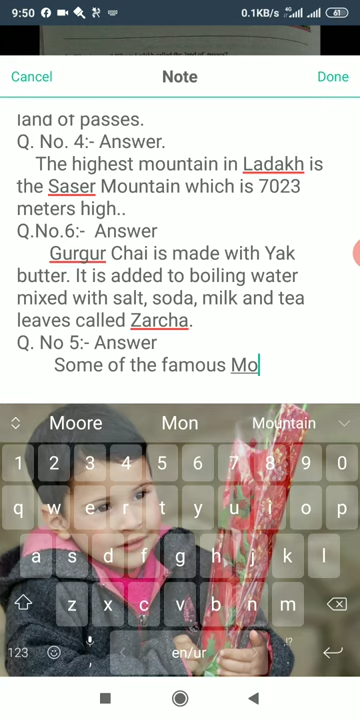 9:50 0.1KB/s 4G 61
Cancel Note Done
land of passes.
Q. No. 4:- Answer.
The highest mountain in Ladakh is
the Saser Mountain which is 7023
meters high..
Q.No.6:- Answer
Gurgur Chai is made with Yak
butter. It is added to boiling water
mixed with salt, soda, milk and tea
leaves called Zarcha.
Q. No 5:- Answer
Some of the famous Mo
Moore Mon Mountain
1 2 3 4 5 6 7 8 9 0
q w e r t y u i o p
a s d f g h j k l
z x c v b n m
123 , en/ur . !?